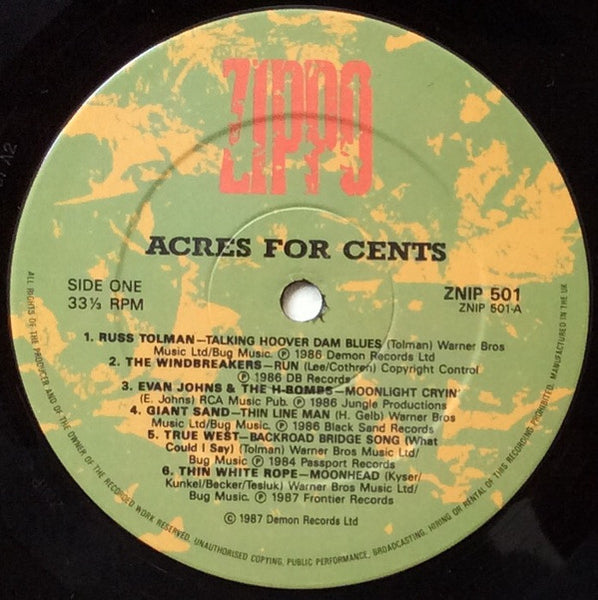 ZIPPO
ACRES FOR CENTS
SIDE ONE
33⅓ RPM
ZNIP 501
ZNIP 501-A
1. RUSS TOLMAN—TALKING HOOVER DAM BLUES (Tolman) Warner Bros
Music Ltd/Bug Music. Ⓟ 1986 Demon Records Ltd
2. THE WINDBREAKERS—RUN (Lee/Cothren) Copyright Control
Ⓟ 1986 DB Records
3. EVAN JOHNS & THE H-BOMBS—MOONLIGHT CRYIN'
(E. Johns) RCA Music Pub. Ⓟ 1986 Jungle Productions
4. GIANT SAND—THIN LINE MAN (H. Gelb) Warner Bros
Music Ltd/Bug Music. Ⓟ 1986 Black Sand Records
5. TRUE WEST—BACKROAD BRIDGE SONG (What
Could I Say) (Tolman) Warner Bros Music Ltd/
Bug Music Ⓟ 1984 Passport Records
6. THIN WHITE ROPE—MOONHEAD (Kyser/
Kunkel/Becker/Tesluk) Warner Bros Music Ltd/
Bug Music. Ⓟ 1987 Frontier Records
© 1987 Demon Records Ltd
ALL RIGHTS OF THE PRODUCER AND OF THE OWNER OF THE RECORDED WORK RESERVED. UNAUTHORISED COPYING, PUBLIC PERFORMANCE, BROADCASTING, HIRING OR RENTAL OF THIS RECORDING PROHIBITED. MANUFACTURED IN THE UK